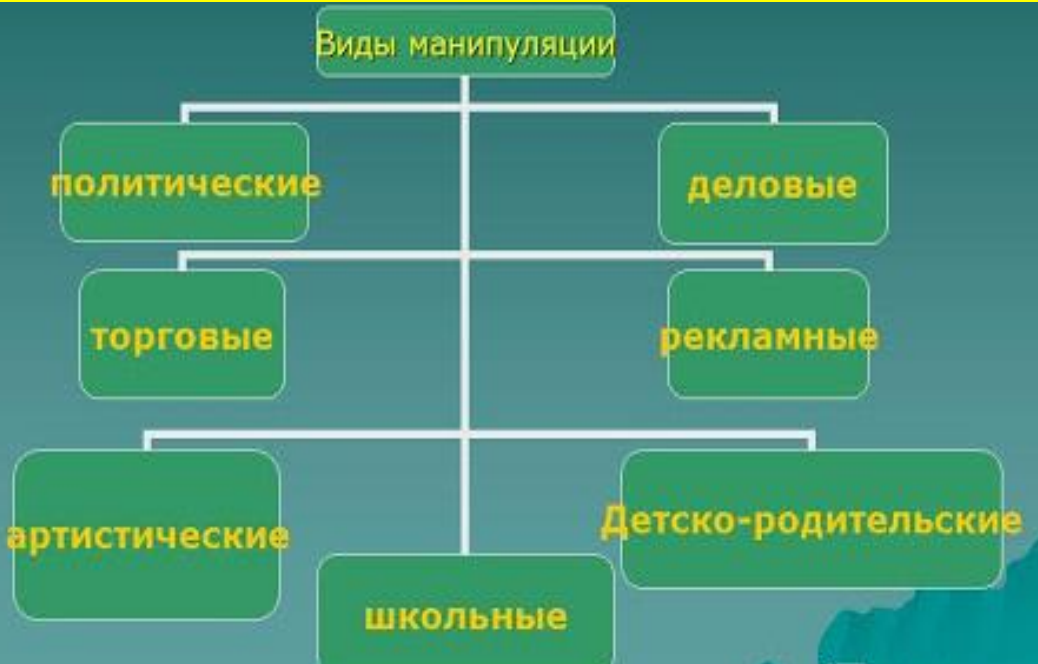 Виды манипуляции
политические
деловые
торговые
рекламные
артистические
Детско-родительские
школьные